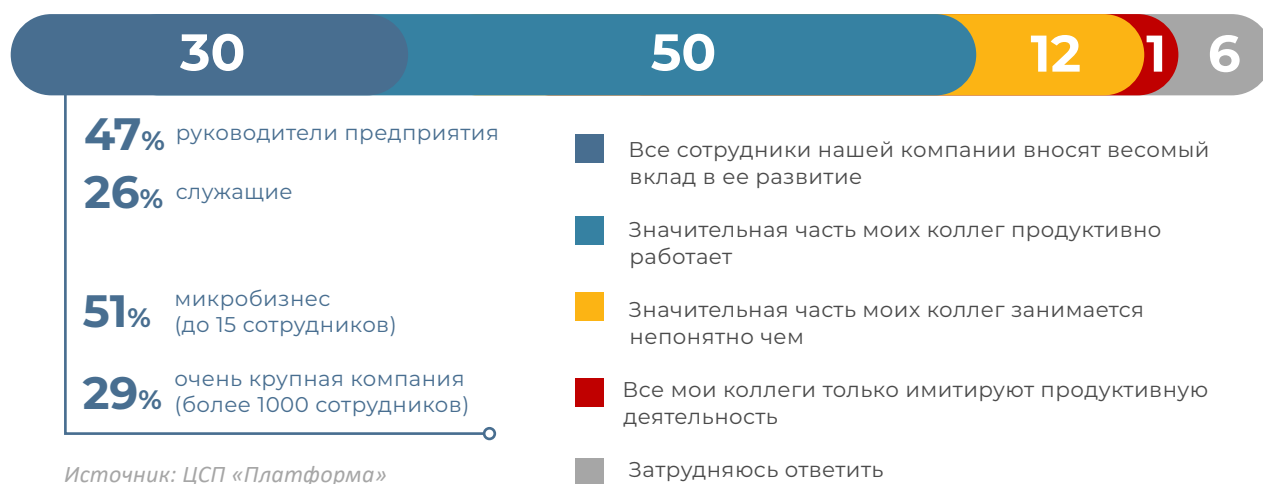 30 50 12 1 6
47% руководители предприятия
26% служащие
51% микробизнес
(до 15 сотрудников)
29% очень крупная компания
(более 1000 сотрудников)
Источник: ЦСП «Платформа»
Все сотрудники нашей компании вносят весомый
вклад в ее развитие
Значительная часть моих коллег продуктивно
работает
Значительная часть моих коллег занимается
непонятно чем
Все мои коллеги только имитируют продуктивную
деятельность
Затрудняюсь ответить